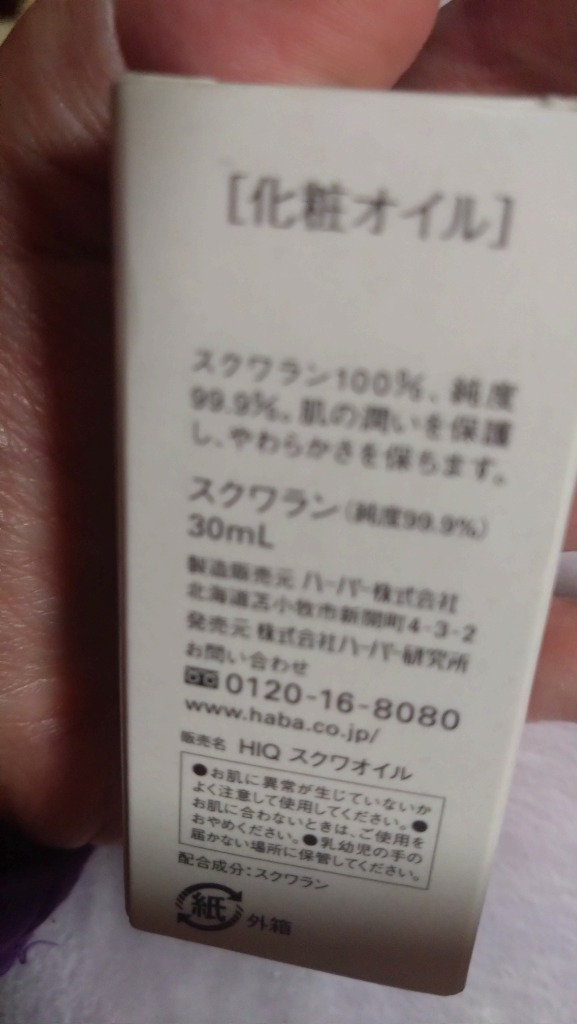 [化粧オイル]
スクワラン100%、純度
99.9%。肌の潤いを保護
し、やわらかさを保ちます。
スクワラン（純度99.9%）
30mL
製造販売元 ハーバー株式会社
北海道苫小牧市新開町4-3-2
発売元 株式会社ハーバー研究所
お問い合わせ
0120-16-8080
www.haba.co.jp/
販売名 HIQ スクワオイル
●お肌に異常が生じていないか
よく注意して使用してください。●
お肌に合わないときは、ご使用を
おやめください。●乳幼児の手の
届かない場所に保管してください。
配合成分：スクワラン
紙 外箱